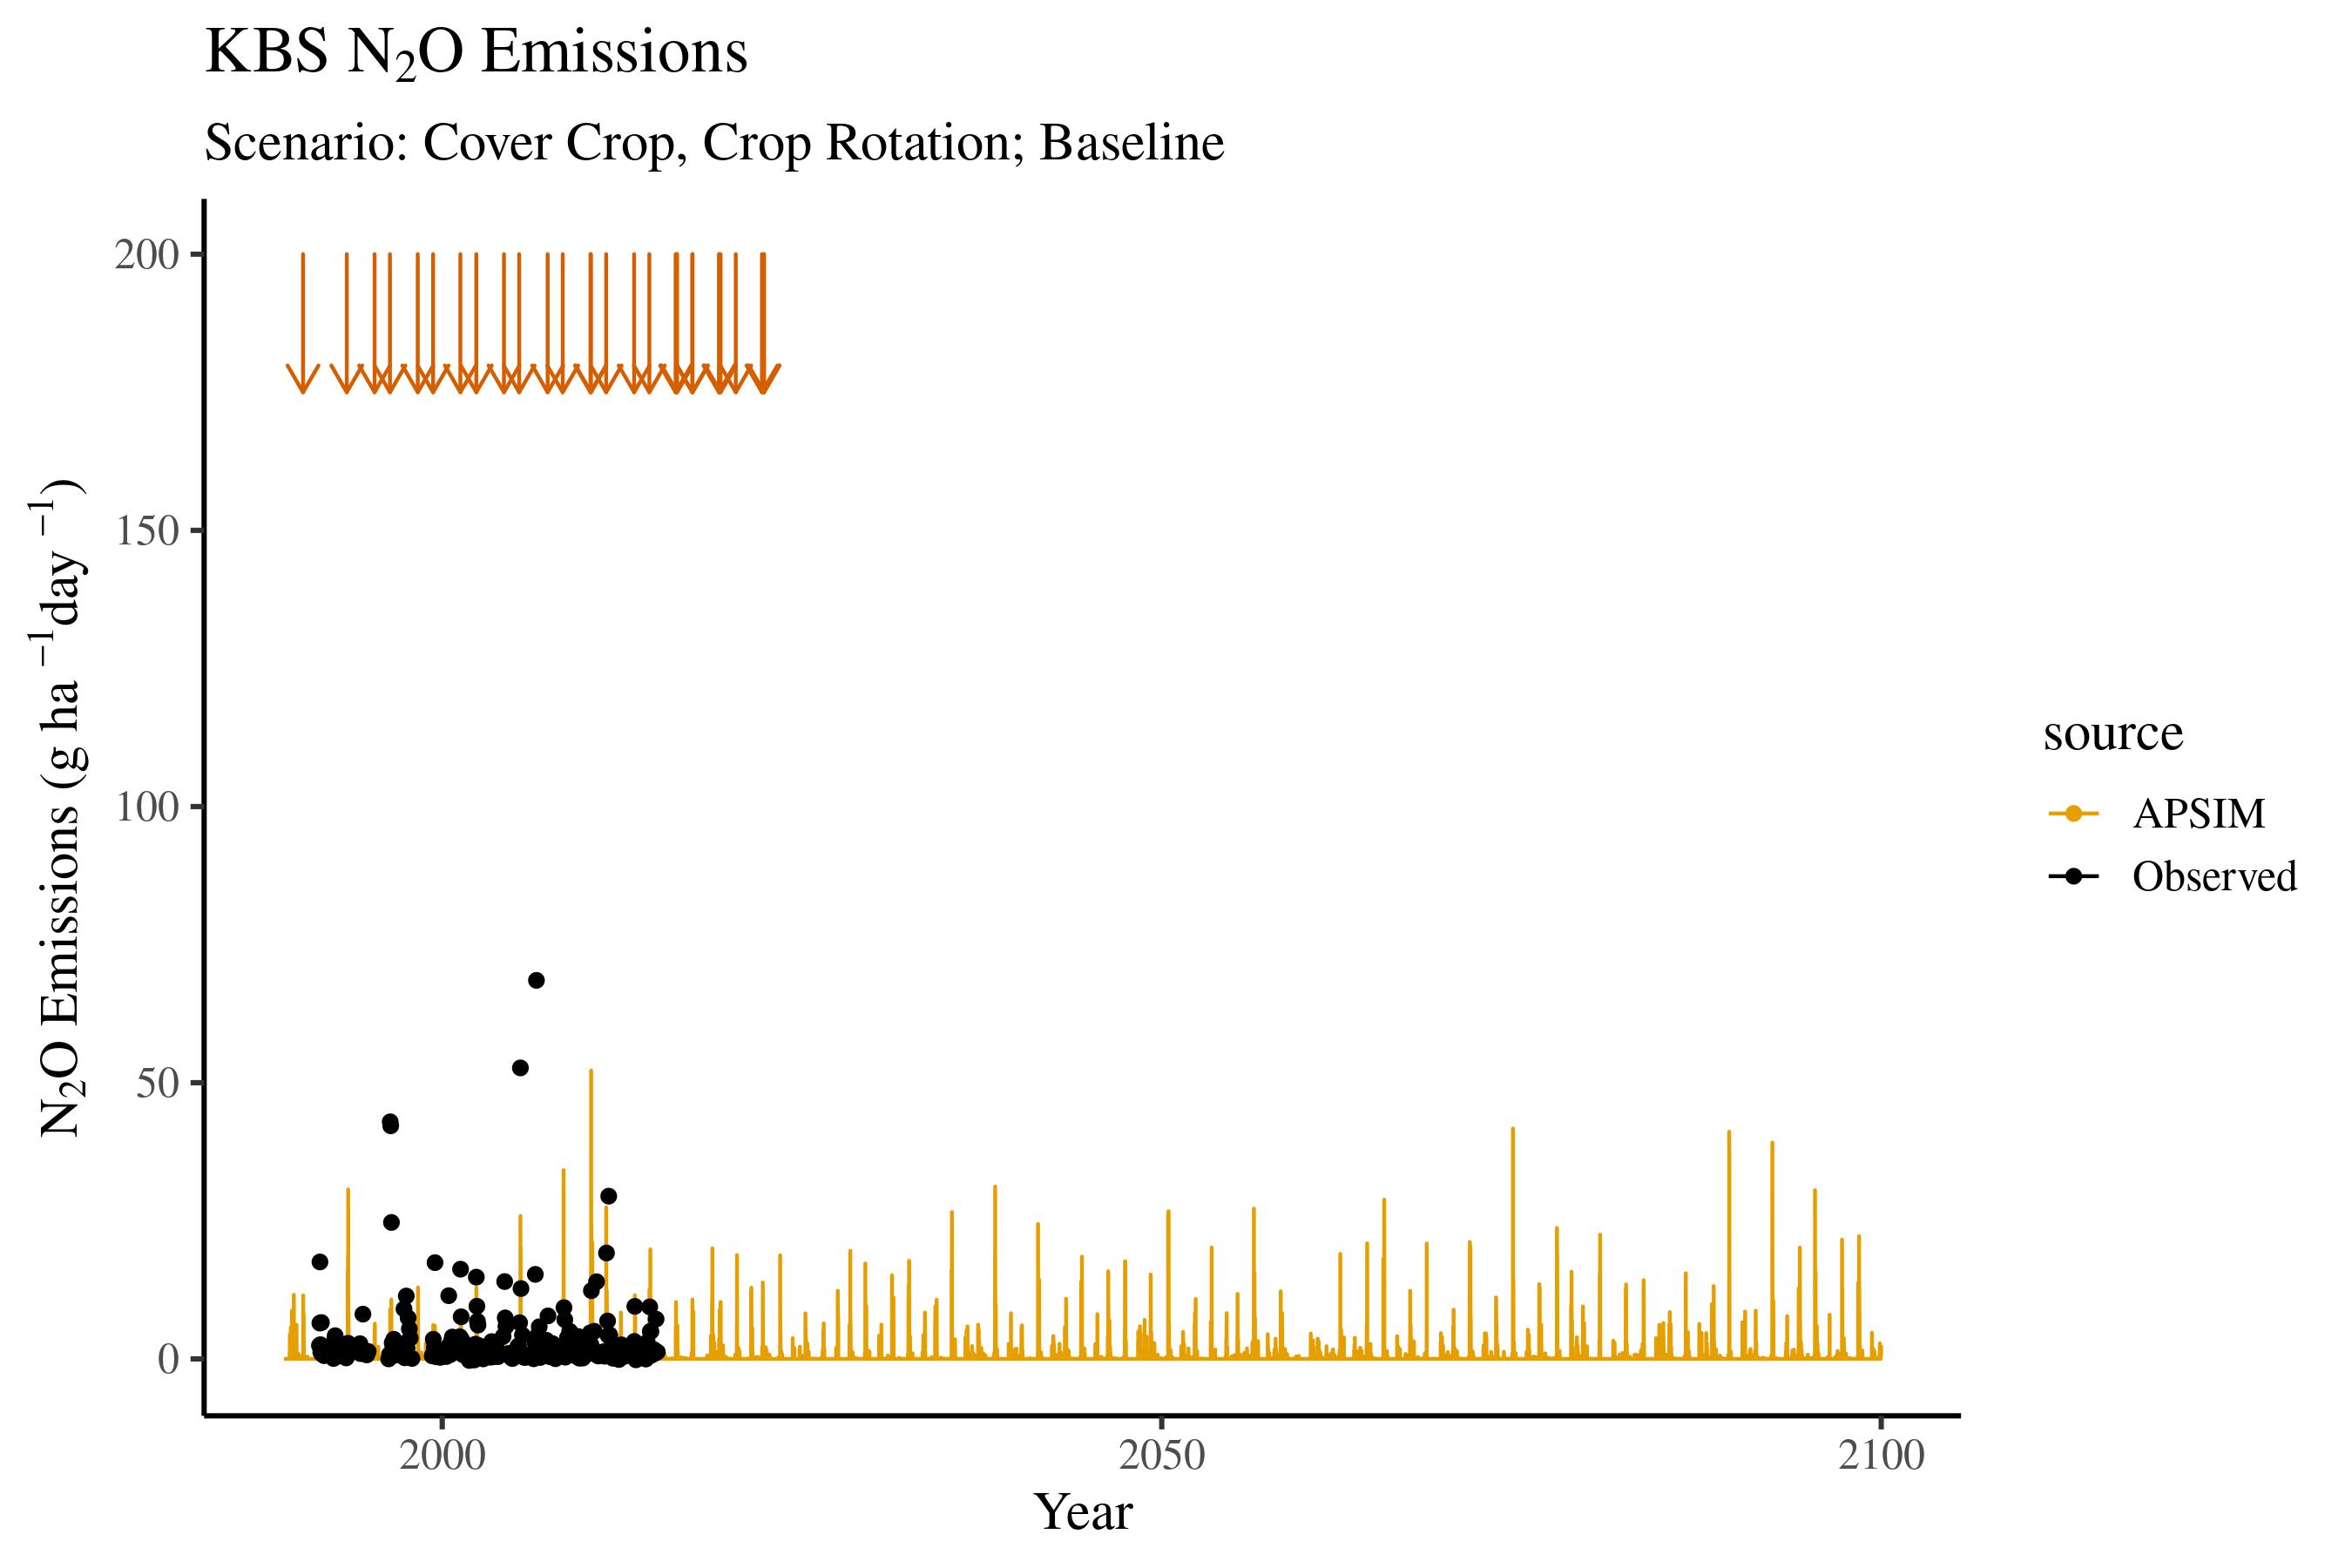 KBS N₂O Emissions
Scenario: Cover Crop, Crop Rotation; Baseline
N₂O Emissions (g ha ⁻¹day ⁻¹)
200
150
100
50
0
2000
2050
2100
Year
source
APSIM
Observed